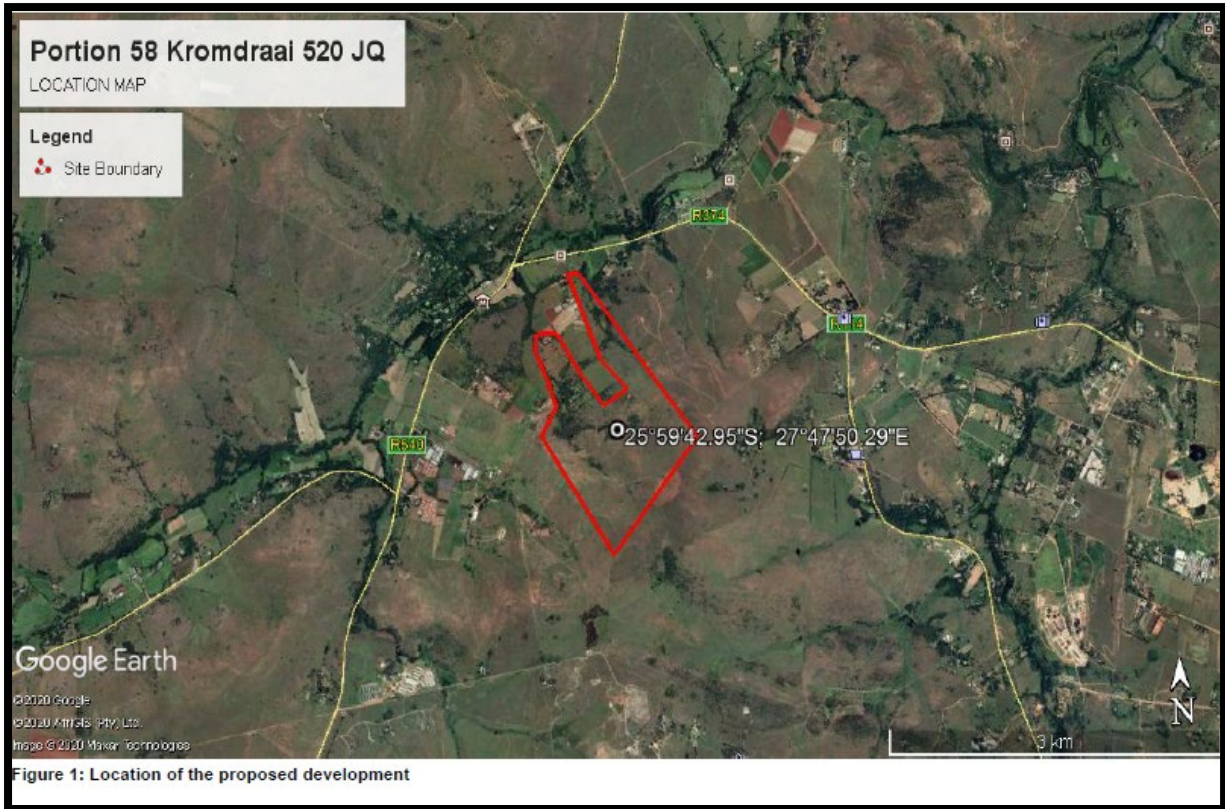 Portion 58 Kromdraai 520 JQ
LOCATION MAP
Legend
Site Boundary
R374
R540
25°59'42.95"S; 27°47'50.29"E
Google Earth
©2020 Google
©2020 AfriGIS (Pty) Ltd.
Image © 2020 Maxar Technologies
N
3 km
Figure 1: Location of the proposed development